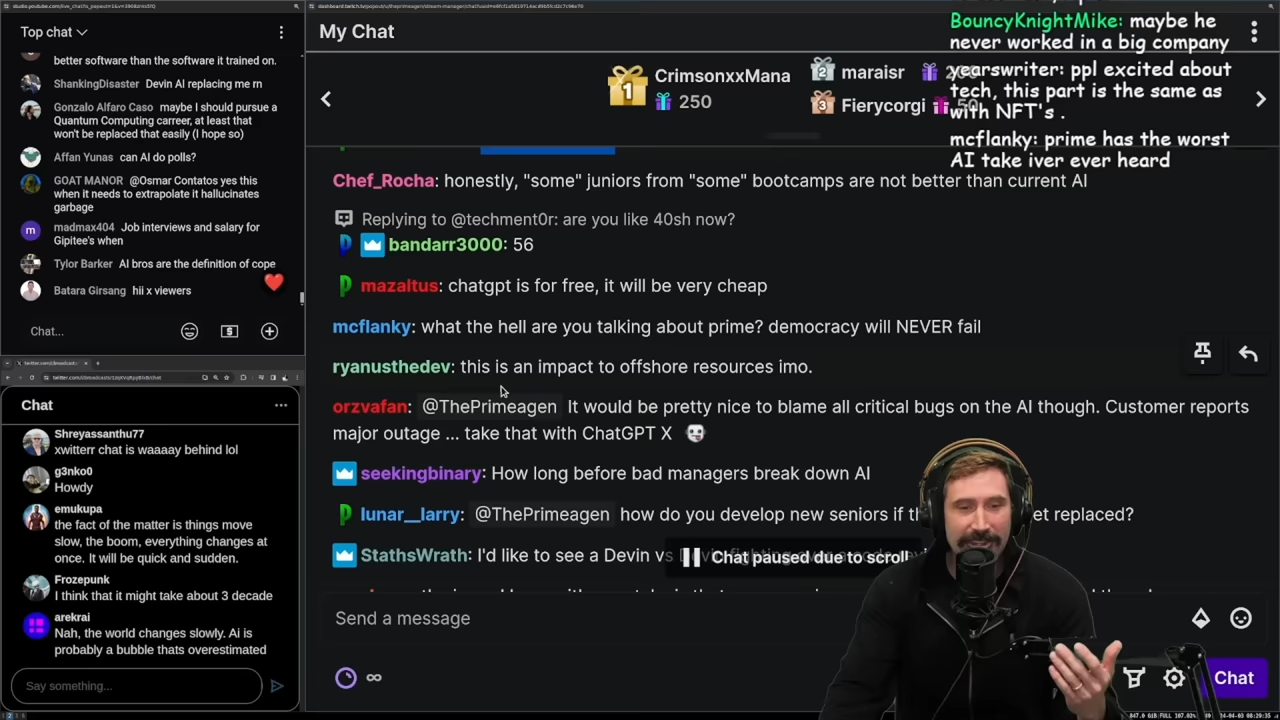 Top chat
better software than the software it trained on.
ShankingDisaster Devin AI replacing me rn
Gonzalo Alfaro Caso maybe I should pursue a
Quantum Computing carreer, at least that
won't be replaced that easily (I hope so)
Affan Yunas can AI do polls?
GOAT MANOR @Osmar Contatos yes this
when it needs to extrapolate it hallucinates
garbage
madmax404 Job interviews and salary for
Gipitee's when
Tylor Barker AI bros are the definition of cope
Batara Girsang hii x viewers
Chat...
Chat
Shreyassanthu77
xwitterr chat is waaaay behind lol
g3nko0
Howdy
emukupa
the fact of the matter is things move
slow, the boom, everything changes at
once. It will be quick and sudden.
Frozepunk
I think that it might take about 3 decade
arekrai
Nah, the world changes slowly. Ai is
probably a bubble thats overestimated
Say something...
My Chat
1
CrimsonxxMana
250
2 maraisr
3 Fierycorgi
BouncyKnightMike: maybe he
never worked in a big company
yearswriter: ppl excited about
tech, this part is the same as
with NFT's .
mcflanky: prime has the worst
AI take iver ever heard
Chef_Rocha: honestly, "some" juniors from "some" bootcamps are not better than current AI
Replying to @techment0r: are you like 40sh now?
bandarr3000: 56
mazaltus: chatgpt is for free, it will be very cheap
mcflanky: what the hell are you talking about prime? democracy will NEVER fail
ryanusthedev: this is an impact to offshore resources imo.
orzvafan: @ThePrimeagen It would be pretty nice to blame all critical bugs on the AI though. Customer reports
major outage ... take that with ChatGPT X
seekingbinary: How long before bad managers break down AI
lunar__larry: @ThePrimeagen how do you develop new seniors if th et replaced?
StathsWrath: I'd like to see a Devin vs
Chat paused due to scroll
Send a message
Chat